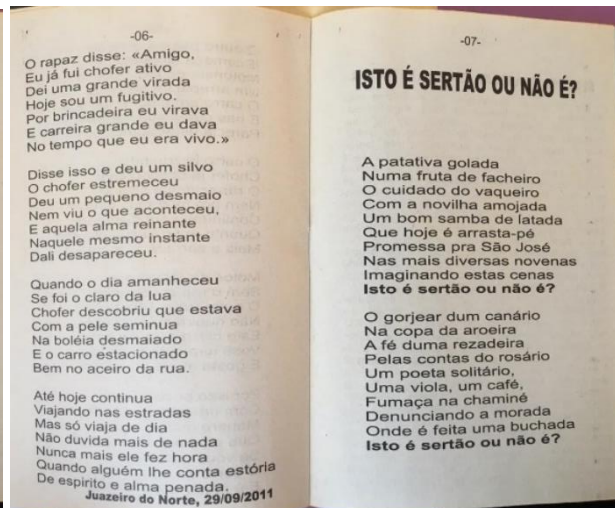 -06-
O rapaz disse: «Amigo,
Eu já fui chofer ativo
Dei uma grande virada
Hoje sou um fugitivo.
Por brincadeira eu virava
E carreira grande eu dava
No tempo que eu era vivo.»
Disse isso e deu um silvo
O chofer estremeceu
Deu um pequeno desmaio
Nem viu o que aconteceu,
E aquela alma reinante
Naquele mesmo instante
Dali desapareceu.
Quando o dia amanheceu
Se foi o claro da lua
Chofer descobriu que estava
Com a pele seminua
Na boléia desmaiado
E o carro estacionado
Bem no aceiro da rua.
Até hoje continua
Viajando nas estradas
Mas só viaja de dia
Não duvida mais de nada
Nunca mais ele fez hora
Quando alguém lhe conta estória
De espirito e alma penada.
Juazeiro do Norte, 29/09/2011
-07-
ISTO É SERTÃO OU NÃO É?
A patativa golada
Numa fruta de facheiro
O cuidado do vaqueiro
Com a novilha amojada
Um bom samba de latada
Que hoje é arrasta-pé
Promessa pra São José
Nas mais diversas novenas
Imaginando estas cenas
Isto é sertão ou não é?
O gorjear dum canário
Na copa da aroeira
A fé duma rezadeira
Pelas contas do rosário
Um poeta solitário,
Uma viola, um café,
Fumaça na chaminé
Denunciando a morada
Onde é feita uma buchada
Isto é sertão ou não é?